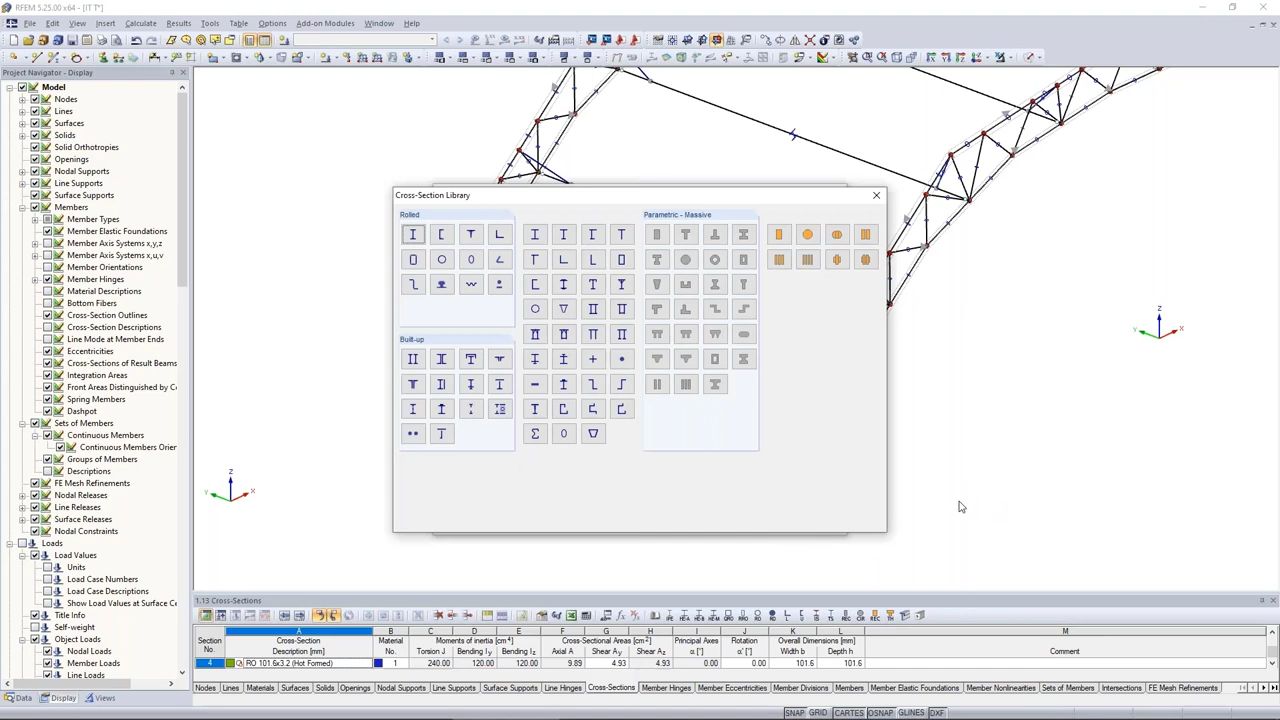 RFEM 5.25.00 x64 - [IT T*]
File Edit View Insert Calculate Results Tools Table Options Add-on Modules Window Help
Project Navigator - Display
Model
Nodes
Lines
Surfaces
Solids
Solid Orthotropies
Openings
Nodal Supports
Line Supports
Surface Supports
Members
Member Types
Member Elastic Foundations
Member Axis Systems x,y,z
Member Axis Systems x,u,v
Member Orientations
Member Hinges
Material Descriptions
Bottom Fibers
Cross-Section Outlines
Cross-Section Descriptions
Line Mode at Member Ends
Eccentricities
Cross-Sections of Result Beams
Integration Areas
Front Areas Distinguished by C
Spring Members
Dashpot
Sets of Members
Continuous Members
Continuous Members Orien
Groups of Members
Descriptions
FE Mesh Refinements
Nodal Releases
Line Releases
Surface Releases
Nodal Constraints
Loads
Load Values
Units
Load Case Numbers
Load Case Descriptions
Show Load Values at Surface C
Title Info
Self-weight
Object Loads
Nodal Loads
Member Loads
Line Loads
Data Display Views
Cross-Section Library
Rolled
Parametric - Massive
Built-up
Z
Y X
Z
Y X
1.13 Cross-Sections
A B C D E F G H I J K L M
Section Cross-Section Material Moments of inertia [cm⁴] Cross-Sectional Areas [cm²] Principal Axes Rotation Overall Dimensions [mm]
No. Description [mm] No. Torsion J Bending Iy Bending Iz Axial A Shear Ay Shear Az α [°] α' [°] Width b Depth h Comment
4 RO 101.6x3.2 (Hot Formed) 1 240.00 120.00 120.00 9.89 4.93 4.93 0.00 0.00 101.6 101.6
Nodes Lines Materials Surfaces Solids Openings Nodal Supports Line Supports Surface Supports Line Hinges Cross-Sections Member Hinges Member Eccentricities Member Divisions Members Member Elastic Foundations Member Nonlinearities Sets of Members Intersections FE Mesh Refinements
SNAP GRID CARTES OSNAP GLINES DXF